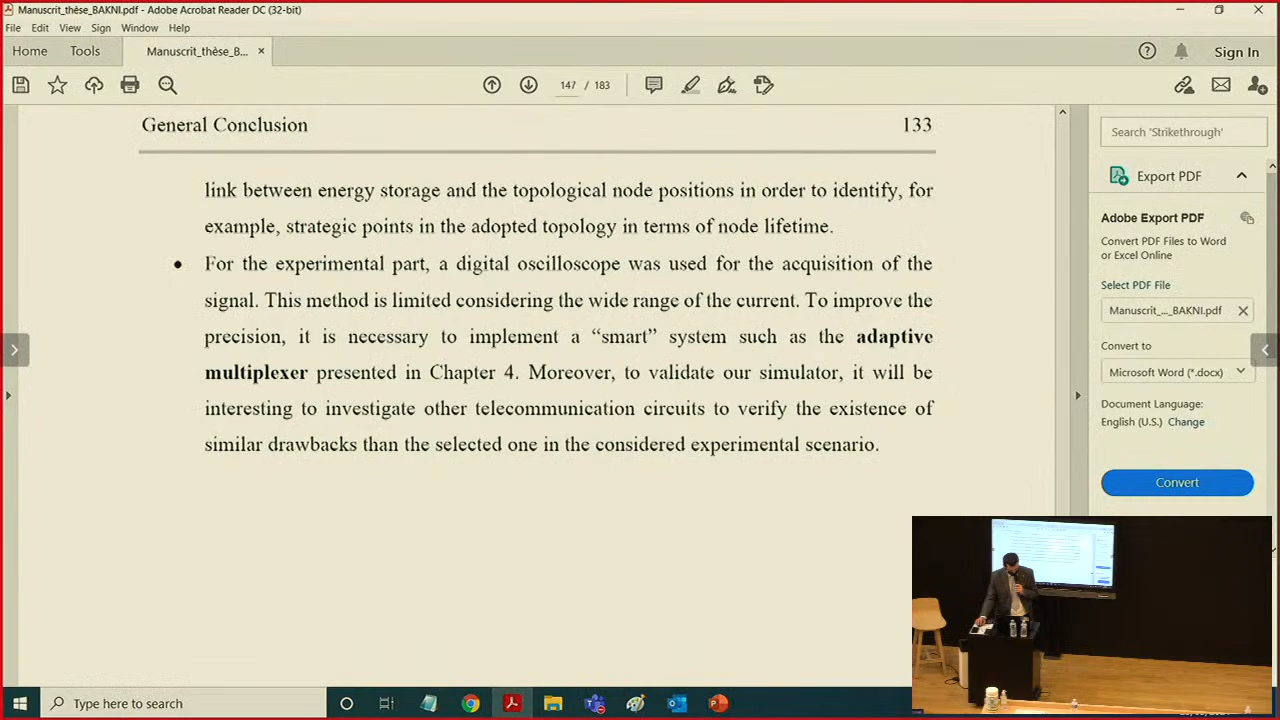 Manuscrit_thèse_BAKNI.pdf - Adobe Acrobat Reader DC (32-bit)
File Edit View Sign Window Help
Home Tools Manuscrit_thèse_B... × Sign In
147 / 183
General Conclusion 133
link between energy storage and the topological node positions in order to identify, for
example, strategic points in the adopted topology in terms of node lifetime.
• For the experimental part, a digital oscilloscope was used for the acquisition of the
signal. This method is limited considering the wide range of the current. To improve the
precision, it is necessary to implement a “smart” system such as the adaptive
multiplexer presented in Chapter 4. Moreover, to validate our simulator, it will be
interesting to investigate other telecommunication circuits to verify the existence of
similar drawbacks than the selected one in the considered experimental scenario.
Search 'Strikethrough'
Export PDF
Adobe Export PDF
Convert PDF Files to Word
or Excel Online
Select PDF File
Manuscrit_..._BAKNI.pdf
Convert to
Microsoft Word (*.docx)
Document Language:
English (U.S.) Change
Convert
Type here to search